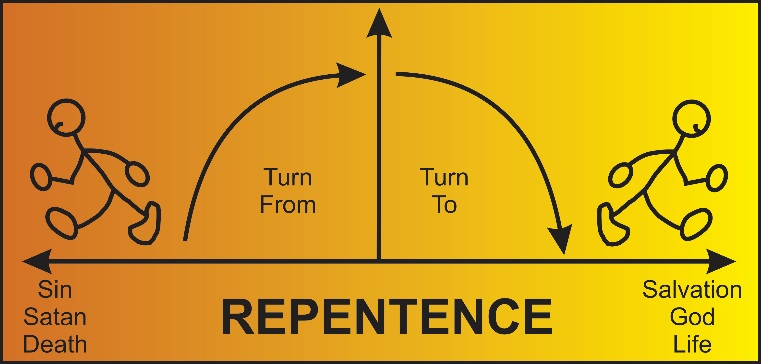 Turn
From
Turn
To
Sin
Satan
Death
REPENTENCE
Salvation
God
Life